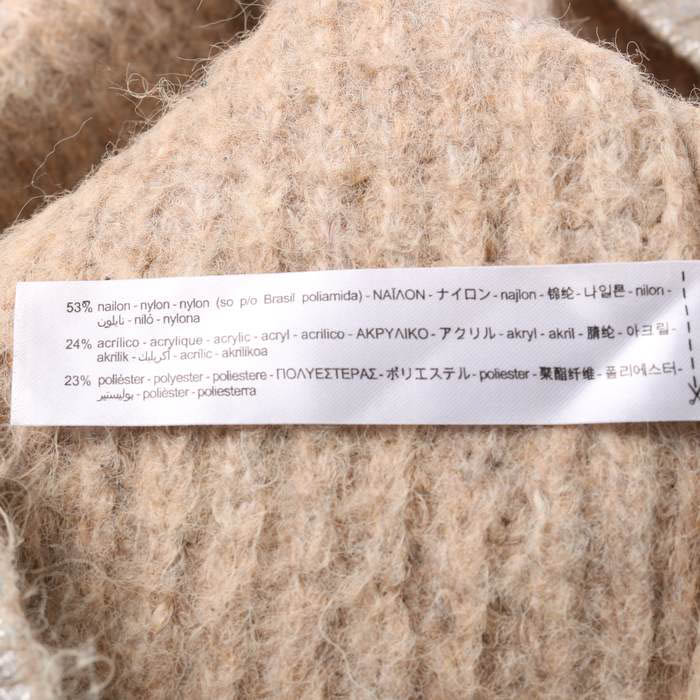 53% nailon - nylon - nylon (so p/o Brasil poliamida) - ΝΑΪΛΟΝ - ナイロン - najlon - 锦纶 - 나일론 - nilon -
نايلون - niló - nylona
24% acrílico - acrylique - acrylic - acryl - acrilico - ΑΚΡΥΛΙΚΟ - アクリル - akryl - akril - 腈纶 - 아크릴 -
akrilik - أكريليك - acrílic - akrilikoa
23% poliéster - polyester - poliestere - ΠΟΛΥΕΣΤΕΡΑΣ - ポリエステル - poliester - 聚酯纤维 - 폴리에스터 -
بوليستير - polièster - poliesterra